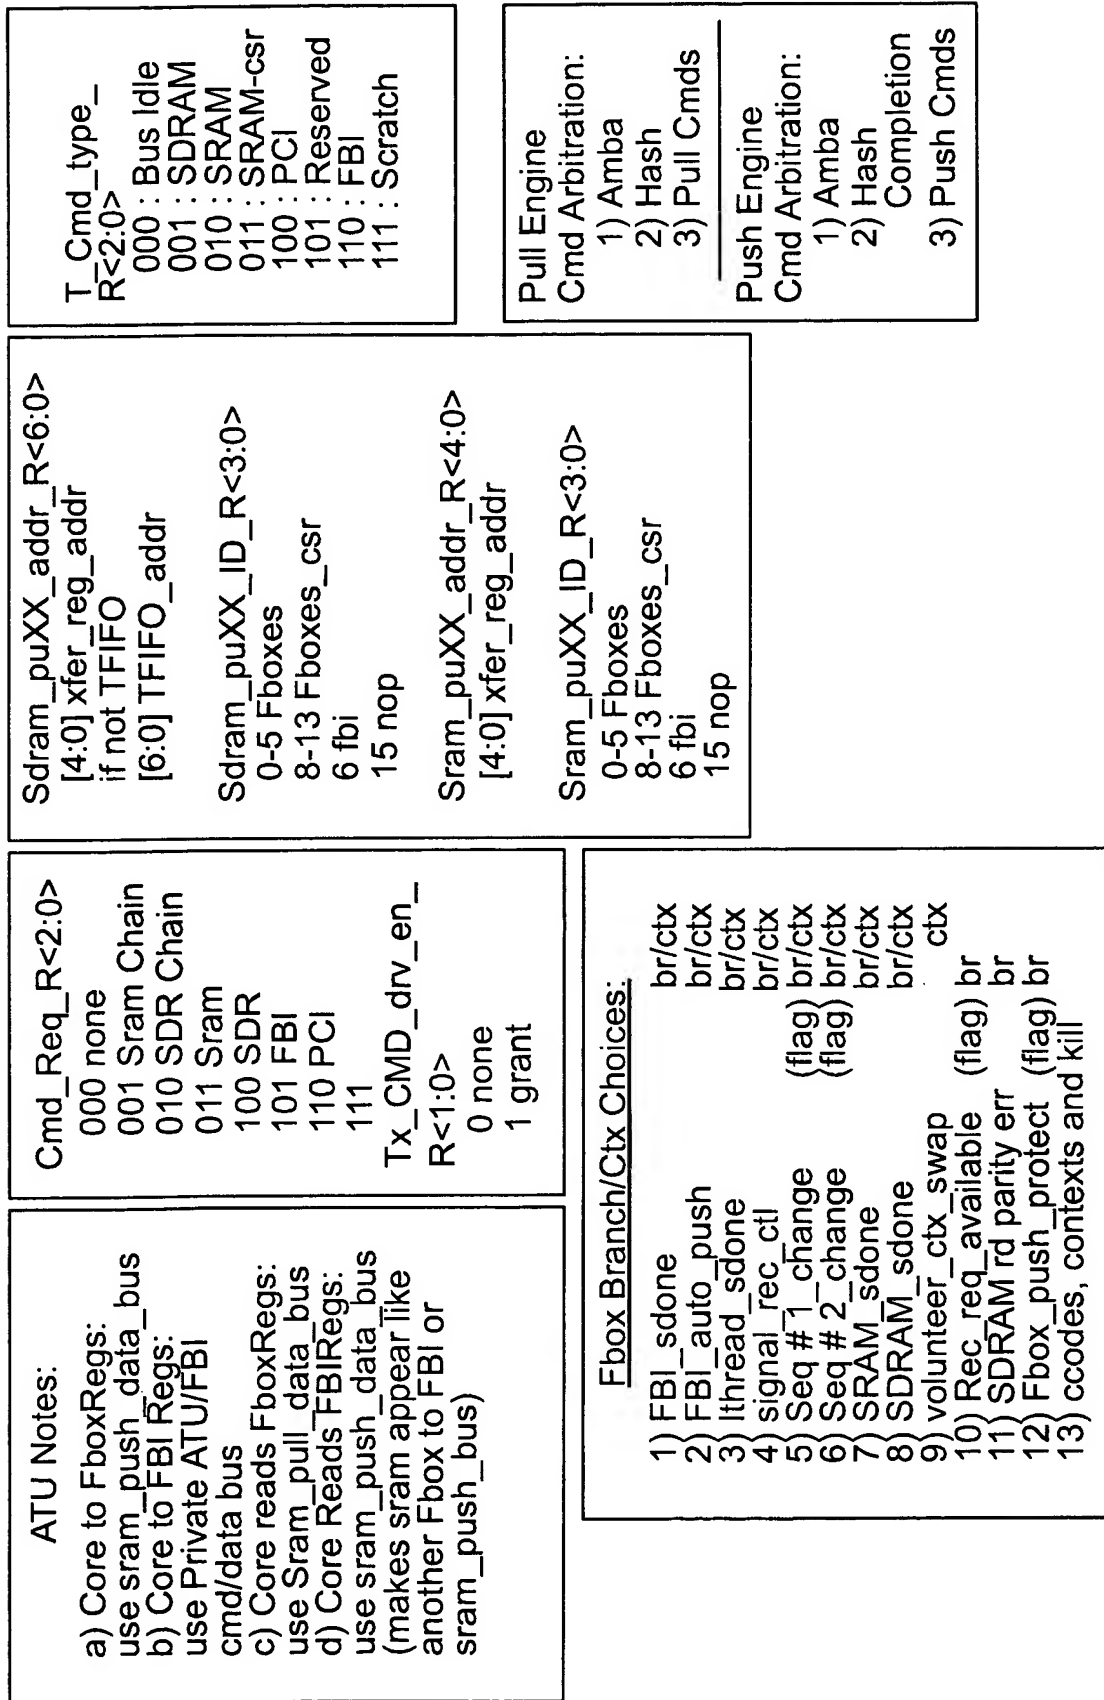 ATU Notes:
a) Core to FboxRegs:
use sram_push_data_bus
b) Core to FBI Regs:
use Private ATU/FBI
cmd/data bus
c) Core reads FboxRegs:
use Sram_pull_data_bus
d) Core Reads FBIRegs:
use sram_push_data_bus
(makes sram appear like
another Fbox to FBI or
sram_push_bus)
Cmd_Req_R<2:0>
000 none
001 Sram Chain
010 SDR Chain
011 Sram
100 SDR
101 FBI
110 PCI
111
Tx_CMD_drv_en_
R<1:0>
0 none
1 grant
Sdram_puXX_addr_R<6:0>
[4:0] xfer_reg_addr
if not TFIFO
[6:0] TFIFO_addr
Sdram_puXX_ID_R<3:0>
0-5 Fboxes
8-13 Fboxes_csr
6 fbi
15 nop
Sram_puXX_addr_R<4:0>
[4:0] xfer_reg_addr
Sram_puXX_ID_R<3:0>
0-5 Fboxes
8-13 Fboxes_csr
6 fbi
15 nop
T_Cmd_type_
R<2:0>
000 : Bus Idle
001 : SDRAM
010 : SRAM
011 : SRAM-csr
100 : PCI
101 : Reserved
110 : FBI
111 : Scratch
Fbox Branch/Ctx Choices:
1) FBI_sdone br/ctx
2) FBI_auto_push br/ctx
3) Ithread_sdone br/ctx
4) signal_rec_ctl br/ctx
5) Seq # 1_change (flag) br/ctx
6) Seq # 2_change (flag) br/ctx
7) SRAM_sdone br/ctx
8) SDRAM_sdone br/ctx
9) volunteer_ctx_swap ctx
10) Rec_req_available (flag) br
11) SDRAM rd parity err br
12) Fbox_push_protect (flag) br
13) ccodes, contexts and kill
Pull Engine
Cmd Arbitration:
1) Amba
2) Hash
3) Pull Cmds
Push Engine
Cmd Arbitration:
1) Amba
2) Hash
Completion
3) Push Cmds